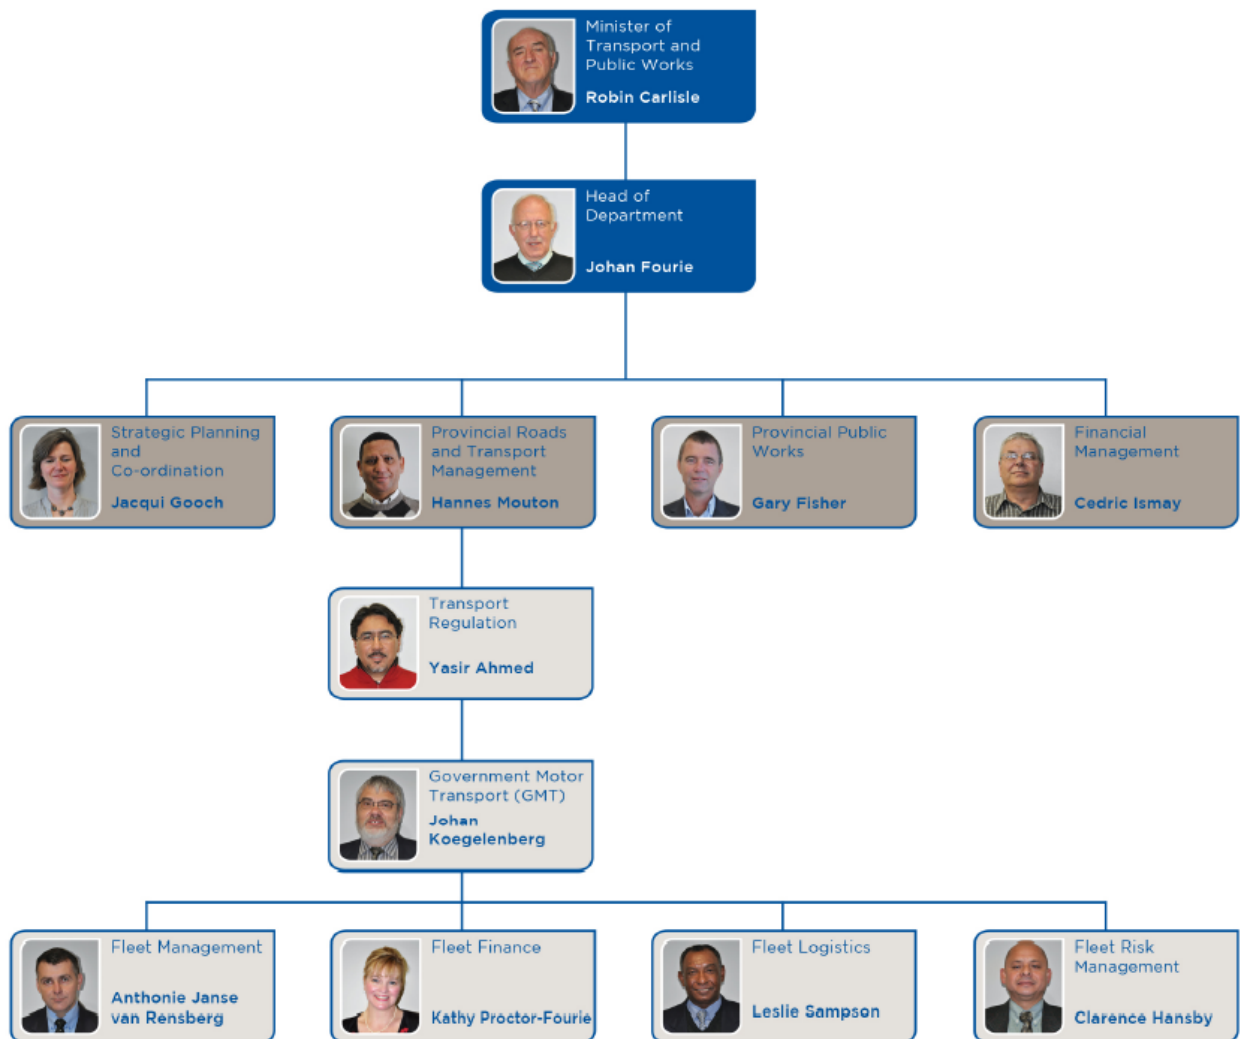 Minister of
Transport and
Public Works
Robin Carlisle
Head of
Department
Johan Fourie
Strategic Planning
and
Co-ordination
Jacqui Gooch
Provincial Roads
and Transport
Management
Hannes Mouton
Provincial Public
Works
Gary Fisher
Financial
Management
Cedric Ismay
Transport
Regulation
Yasir Ahmed
Government Motor
Transport (GMT)
Johan
Koegelenberg
Fleet Management
Anthonie Janse
van Rensberg
Fleet Finance
Kathy Proctor-Fourie
Fleet Logistics
Leslie Sampson
Fleet Risk
Management
Clarence Hansby